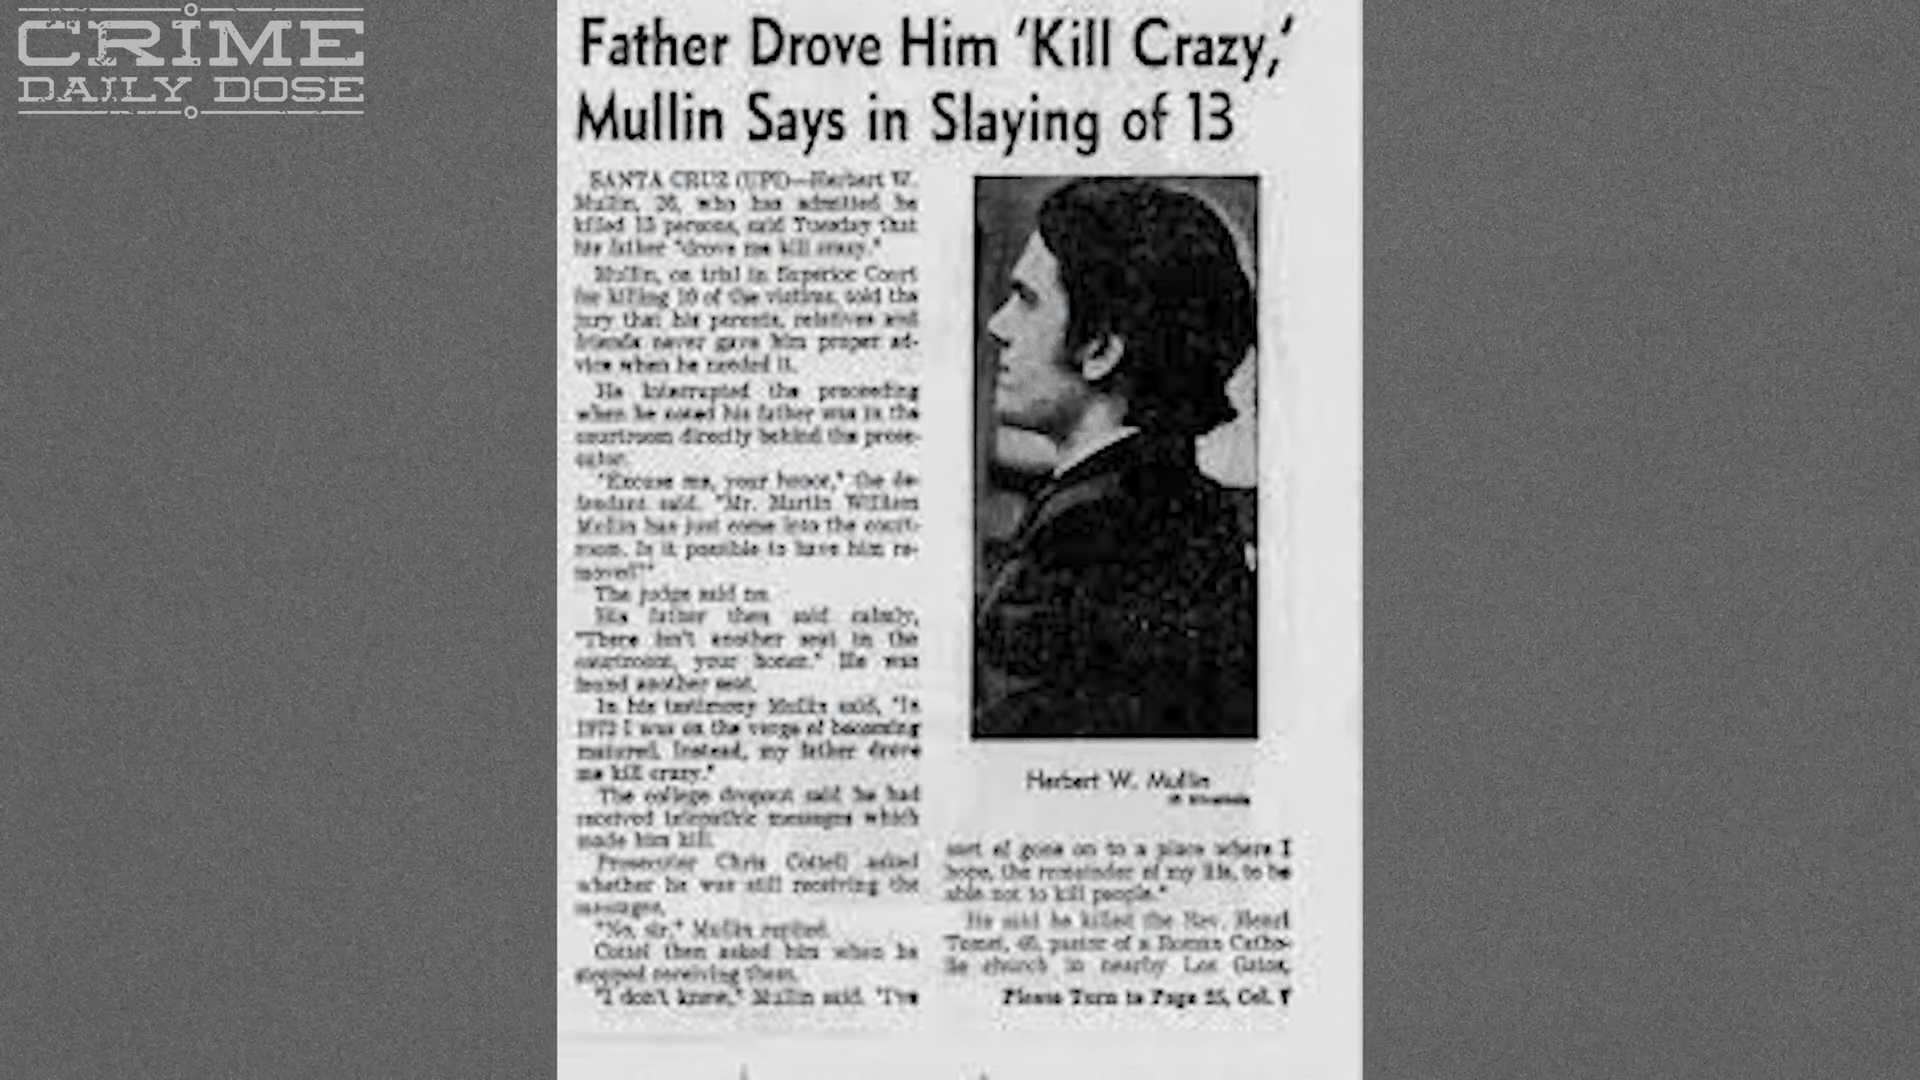 CRIME
DAILY DOSE
Father Drove Him 'Kill Crazy,'
Mullin Says in Slaying of 13
SANTA CRUZ (UPI)—Herbert W.
Mullin, 26, who has admitted he
killed 13 persons, said Tuesday that
his father "drove me kill crazy."
Mullin, on trial in Superior Court
for killing 10 of the victims, told the
jury that his parents, relatives and
friends never gave him proper ad-
vice when he needed it.
He interrupted the proceeding
when he noted his father was in the
courtroom directly behind the prose-
cutor.
"Excuse me, your honor," the de-
fendant said. "Mr. Martin William
Mullin has just come into the court-
room. Is it possible to have him re-
moved?"
The judge said no.
His father then said calmly,
"There isn't another seat in the
courtroom, your honor." He was
found another seat.
In his testimony Mullin said, "In
1972 I was on the verge of becoming
matured. Instead, my father drove
me kill crazy."
The college dropout said he had
received telepathic messages which
made him kill.
Prosecutor Chris Cottell asked
whether he was still receiving the
messages.
"No, sir," Mullin replied.
Cottel then asked him when he
stopped receiving them.
"I don't know," Mullin said. "I've
Herbert W. Mullin
sort of gone on to a place where I
hope, the remainder of my life, to be
able not to kill people."
He said he killed the Rev. Henri
Tomei, 65, pastor of a Roman Catho-
lic church in nearby Los Gatos,
Please Turn to Page 25, Col. 1